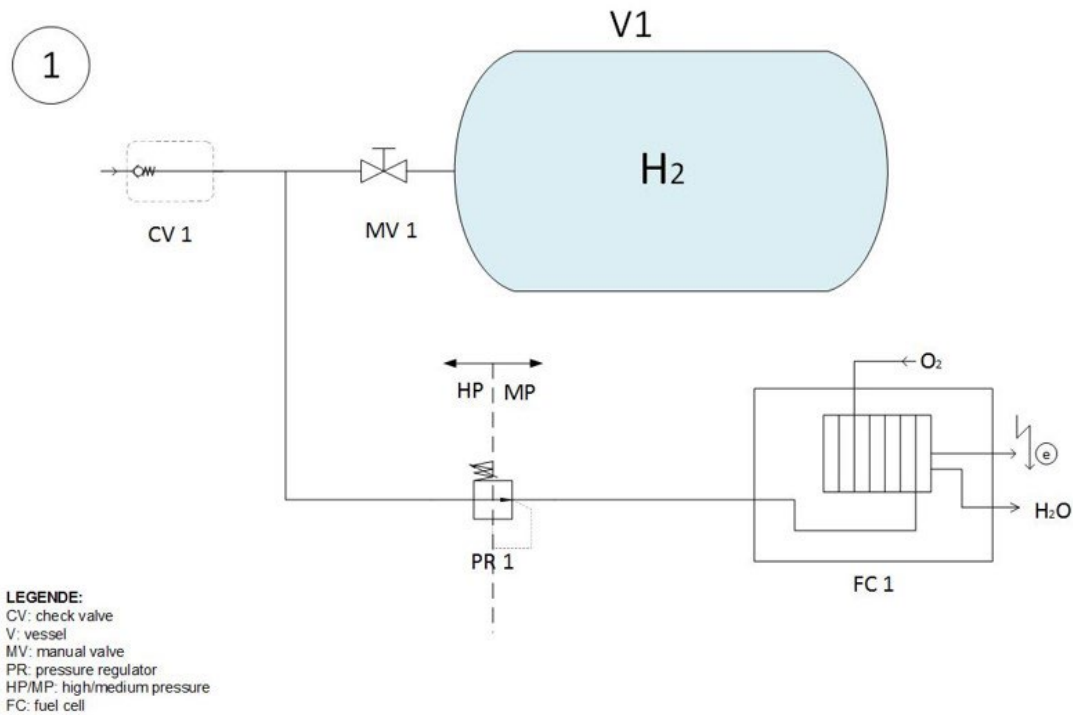 V1
1
H2
CV 1
MV 1
HP MP
O2
e
H2O
PR 1
FC 1
LEGENDE:
CV: check valve
V: vessel
MV: manual valve
PR: pressure regulator
HP/MP: high/medium pressure
FC: fuel cell